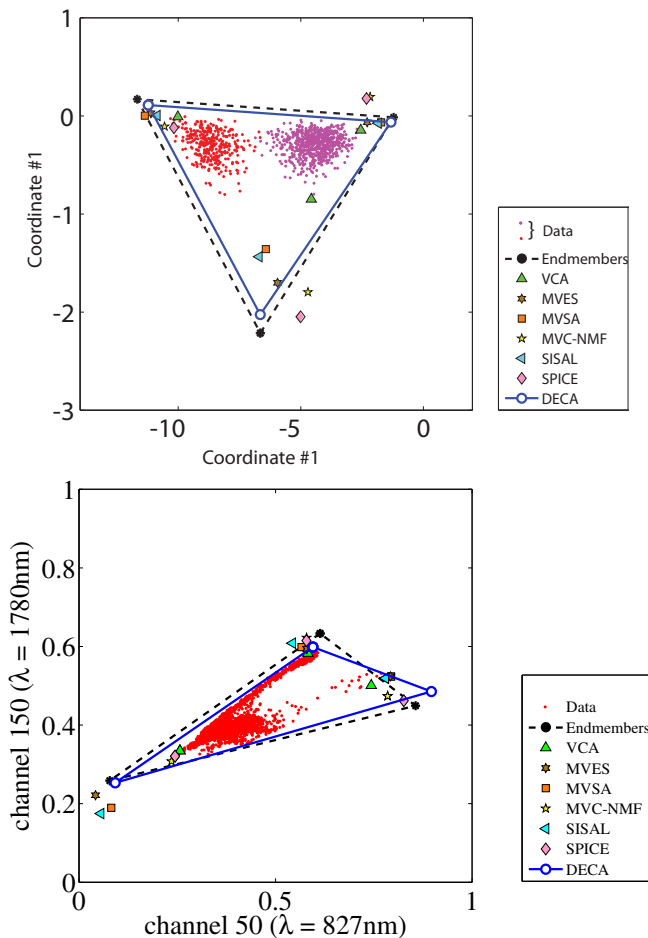 1
0
-1
-2
-3
Coordinate #1
-10
-5
0
Coordinate #1
Data
Endmembers
VCA
MVES
MVSA
MVC-NMF
SISAL
SPICE
DECA
1
0.8
0.6
0.4
0.2
0
channel 150 (λ = 1780nm)
0
0.5
1
channel 50 (λ = 827nm)
Data
Endmembers
VCA
MVES
MVSA
MVC-NMF
SISAL
SPICE
DECA